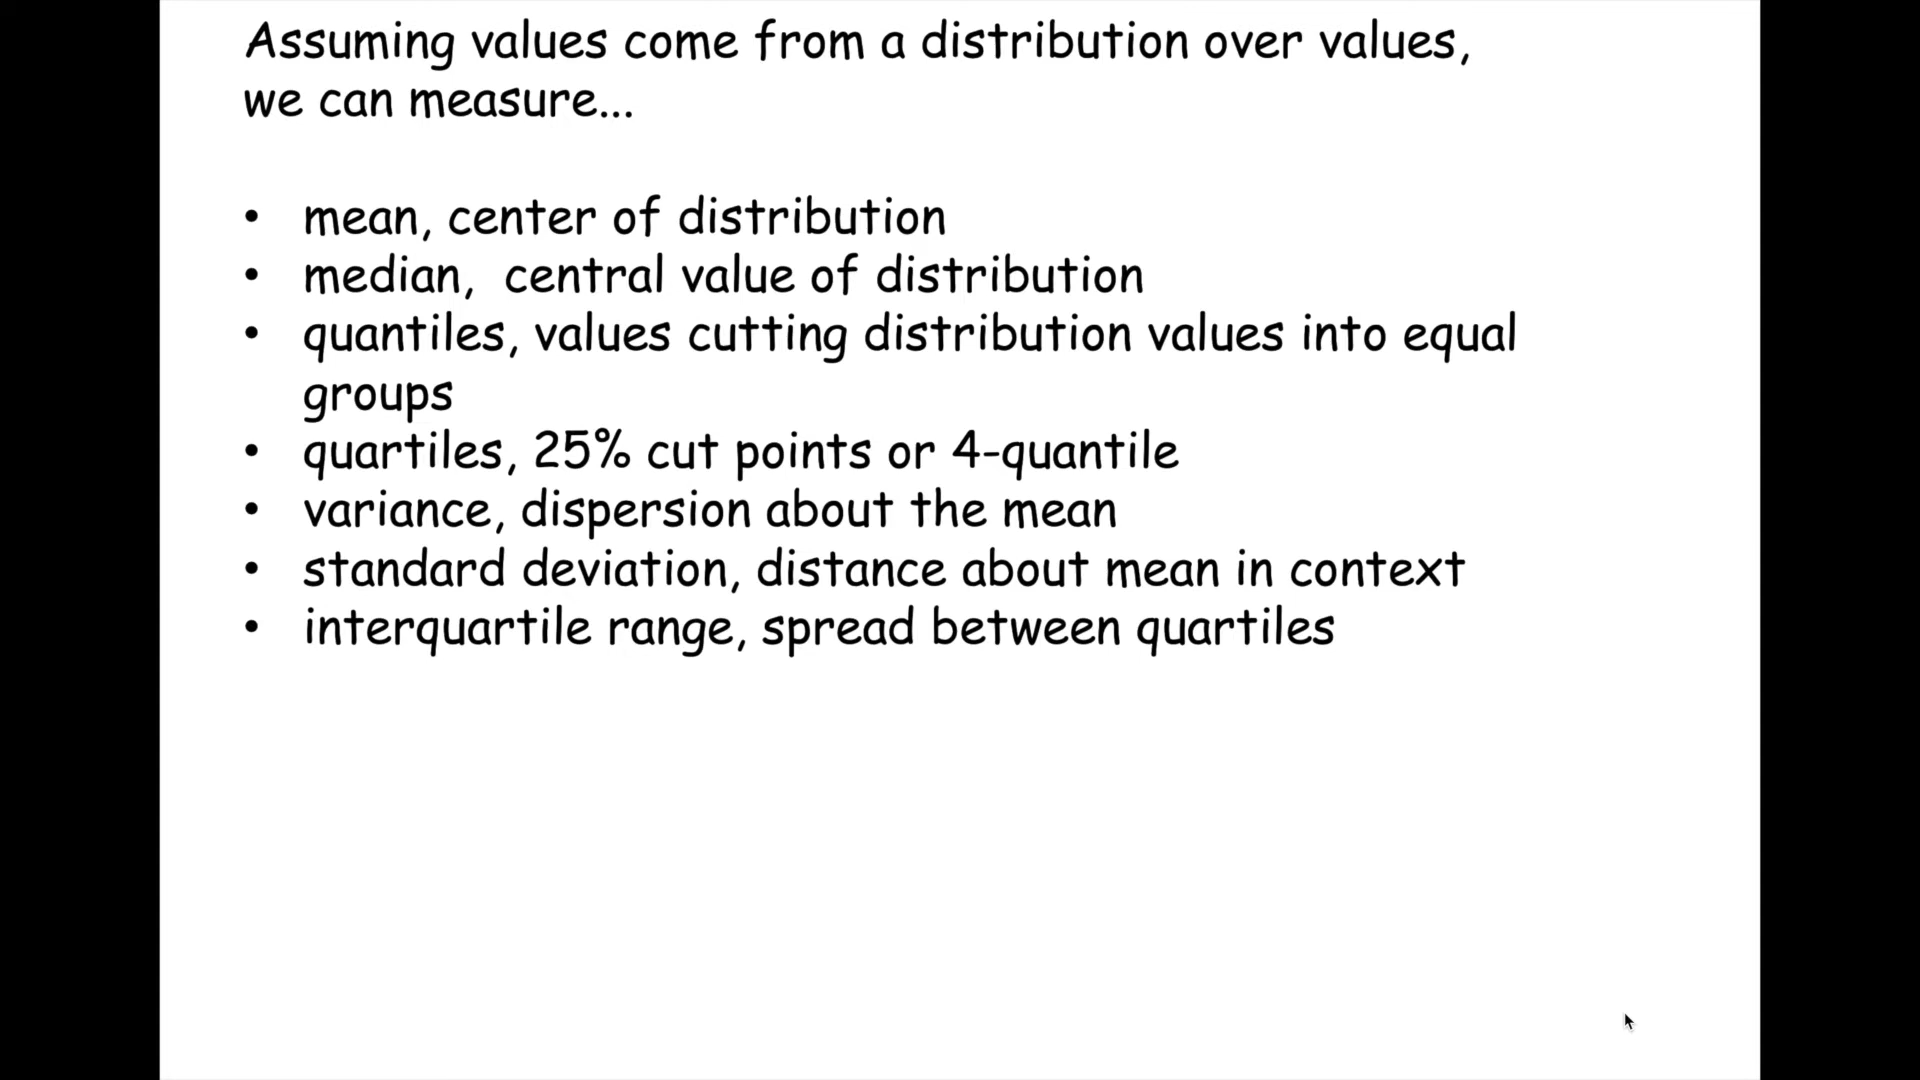 Assuming values come from a distribution over values,
we can measure...
• mean, center of distribution
• median, central value of distribution
• quantiles, values cutting distribution values into equal
groups
• quartiles, 25% cut points or 4-quantile
• variance, dispersion about the mean
• standard deviation, distance about mean in context
• interquartile range, spread between quartiles